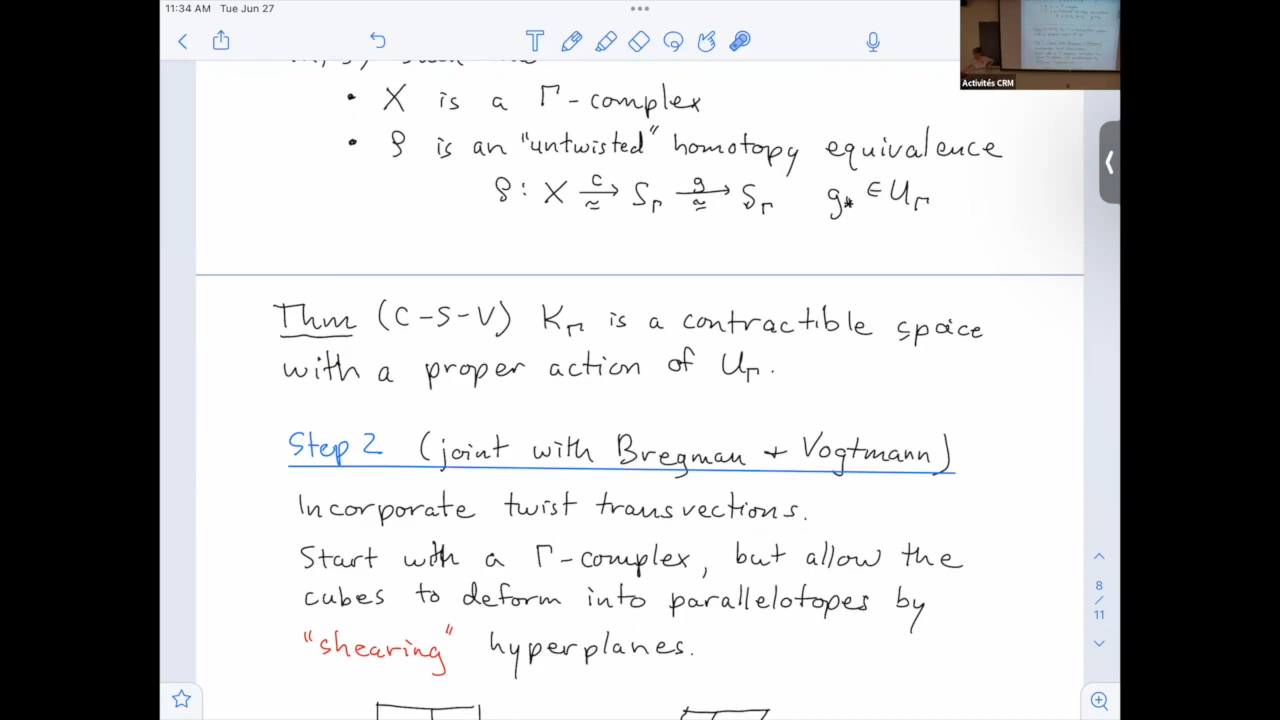 11:34 AM Tue Jun 27
• X is a Γ-complex
• ρ is an "untwisted" homotopy equivalence
ρ : X →^c_≃ S_Γ →^g_≃ S_Γ g_* ∈ U_Γ
Thm (C-S-V) K_Γ is a contractible space
with a proper action of U_Γ.
Step 2 (joint with Bregman + Vogtmann)
Incorporate twist transvections.
Start with a Γ-complex, but allow the
cubes to deform into parallelotopes by
"shearing" hyperplanes.
8
/
11
Activités CRM